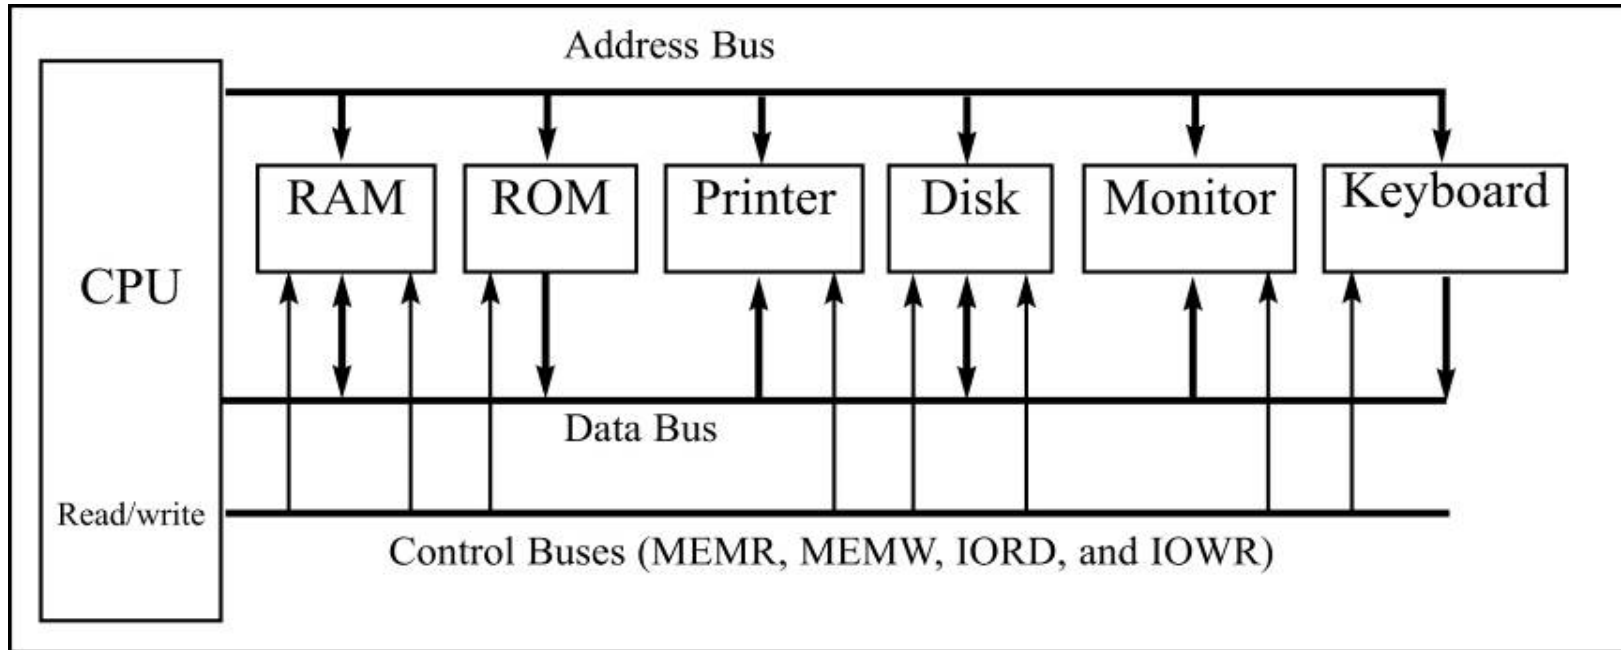 Address Bus
RAM
ROM
Printer
Disk
Monitor
Keyboard
CPU
Data Bus
Read/write
Control Buses (MEMR, MEMW, IORD, and IOWR)